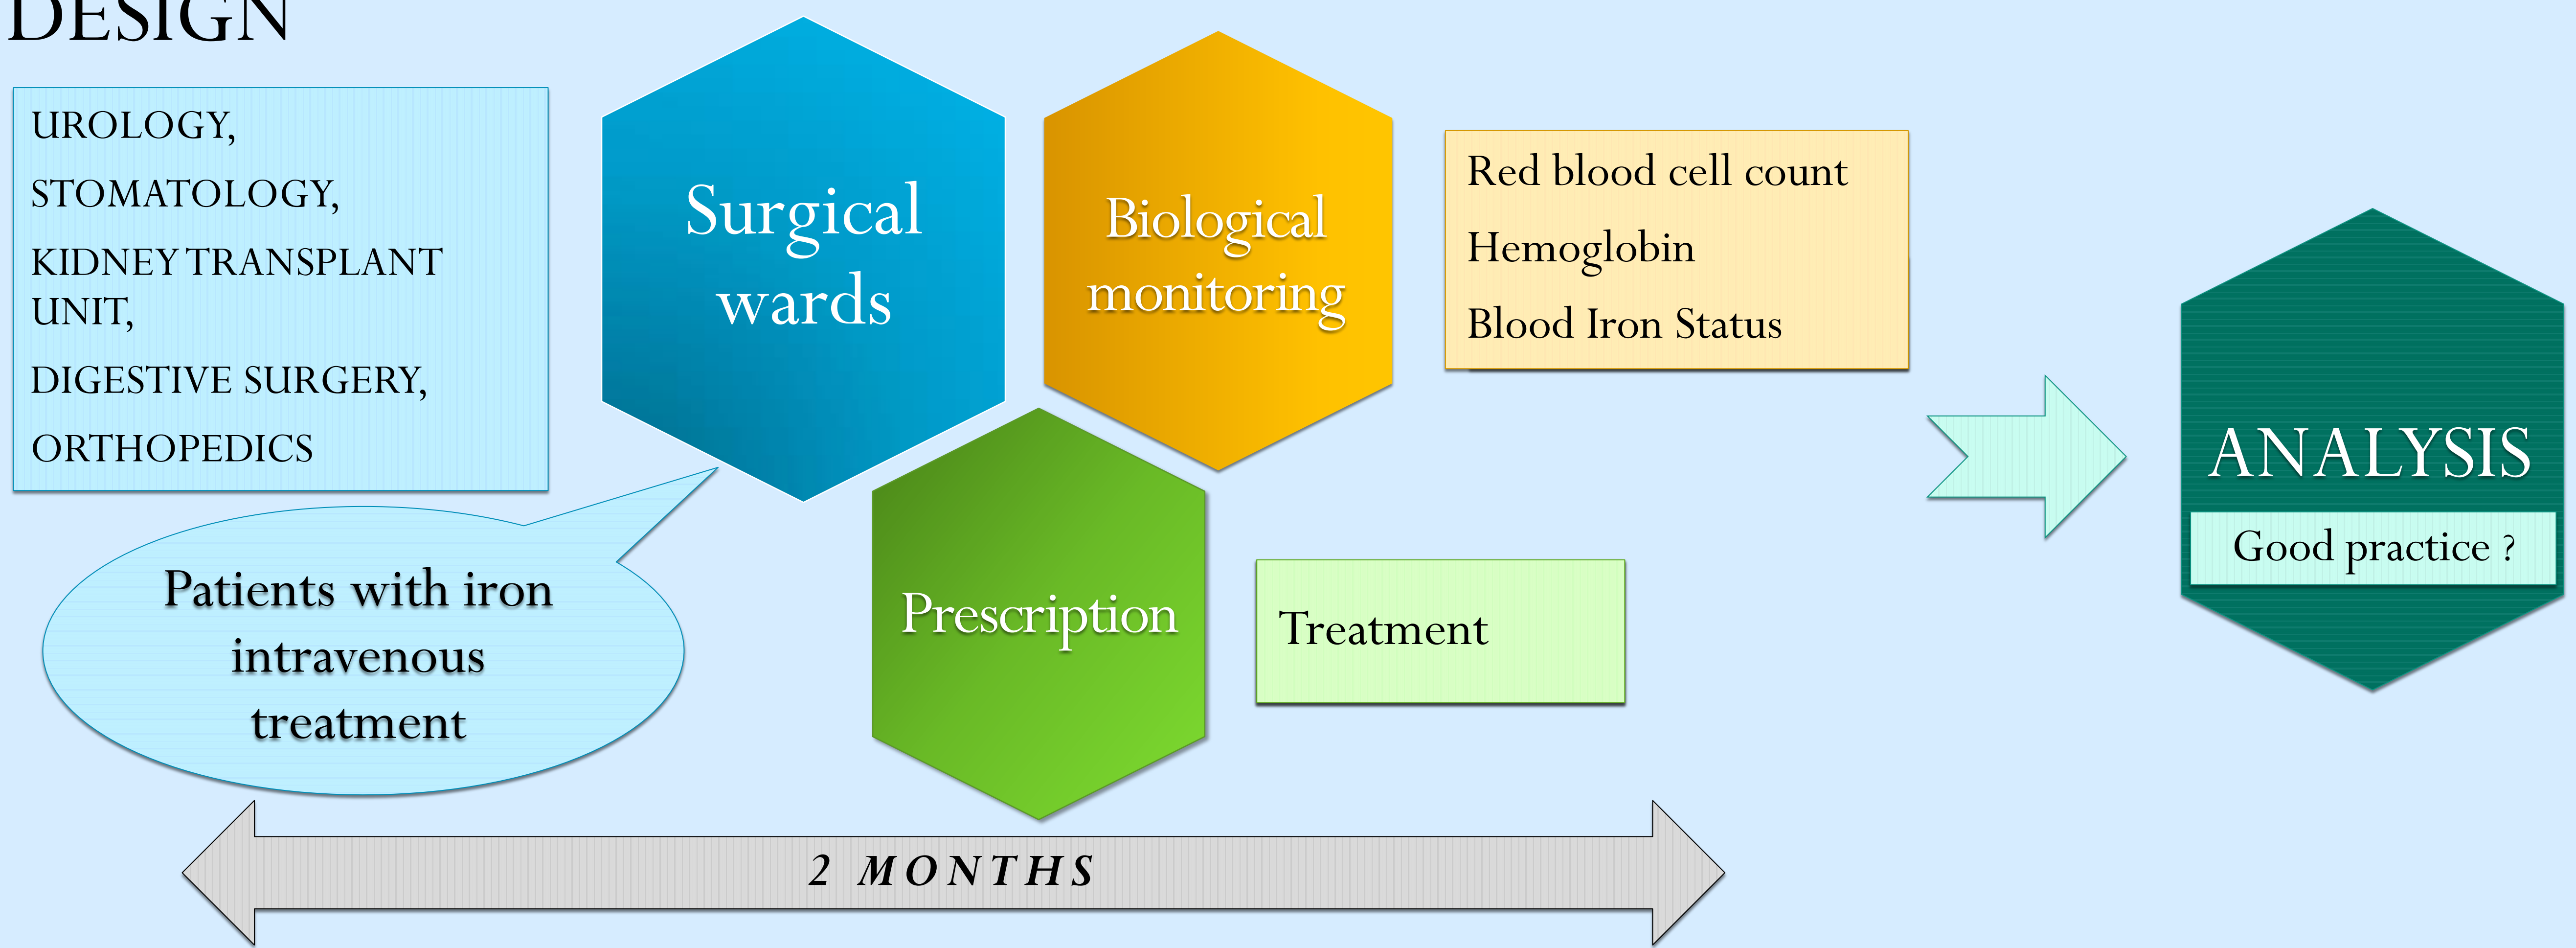 DESIGN
UROLOGY,
STOMATOLOGY,
KIDNEY TRANSPLANT
UNIT,
DIGESTIVE SURGERY,
ORTHOPEDICS
Patients with iron
intravenous
treatment
Surgical
wards
Biological
monitoring
Red blood cell count
Hemoglobin
Blood Iron Status
Prescription
Treatment
ANALYSIS
Good practice ?
2 MONTHS